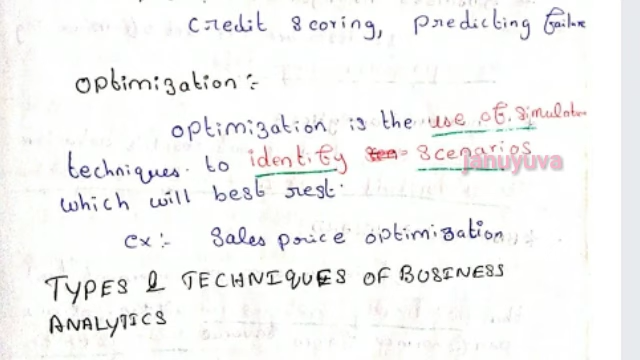 credit scoring, predicting failure
optimization :-
optimization is the use of simulation
techniques to identify scenarios
januyuva
which will best rest.
ex :- Sales price optimization
TYPES & TECHNIQUES OF BUSINESS
ANALYTICS